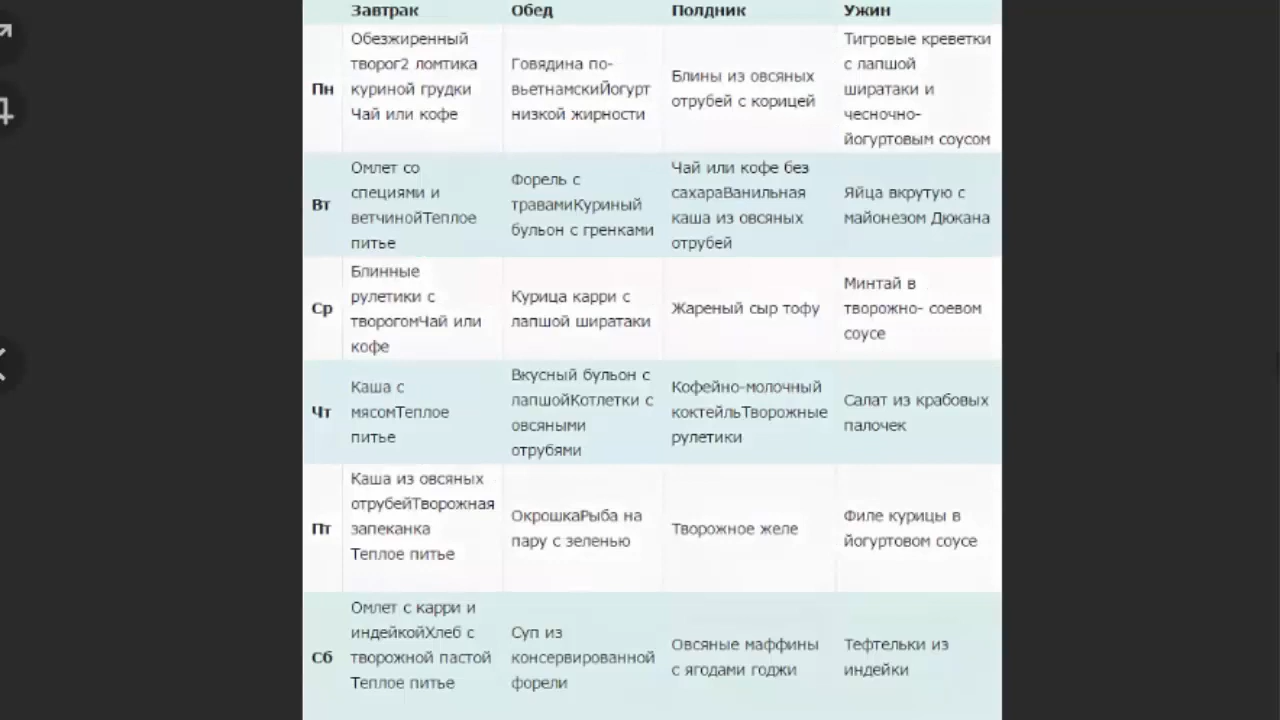 Завтрак Обед Полдник Ужин
Пн
Обезжиренный
творог2 ломтика
куриной грудки
Чай или кофе
Говядина по-
вьетнамскиЙогурт
низкой жирности
Блины из овсяных
отрубей с корицей
Тигровые креветки
с лапшой
ширатаки и
чесночно-
йогуртовым соусом
Вт
Омлет со
специями и
ветчинойТеплое
питье
Форель с
травамиКуриный
бульон с гренками
Чай или кофе без
сахараВанильная
каша из овсяных
отрубей
Яйца вкрутую с
майонезом Дюкана
Ср
Блинные
рулетики с
творогомЧай или
кофе
Курица карри с
лапшой ширатаки
Жареный сыр тофу
Минтай в
творожно- соевом
соусе
Чт
Каша с
мясомТеплое
питье
Вкусный бульон с
лапшойКотлетки с
овсяными
отрубями
Кофейно-молочный
коктейльТворожные
рулетики
Салат из крабовых
палочек
Пт
Каша из овсяных
отрубейТворожная
запеканка
Теплое питье
ОкрошкаРыба на
пару с зеленью
Творожное желе
Филе курицы в
йогуртовом соусе
Сб
Омлет с карри и
индейкойХлеб с
творожной пастой
Теплое питье
Суп из
консервированной
форели
Овсяные маффины
с ягодами годжи
Тефтельки из
индейки